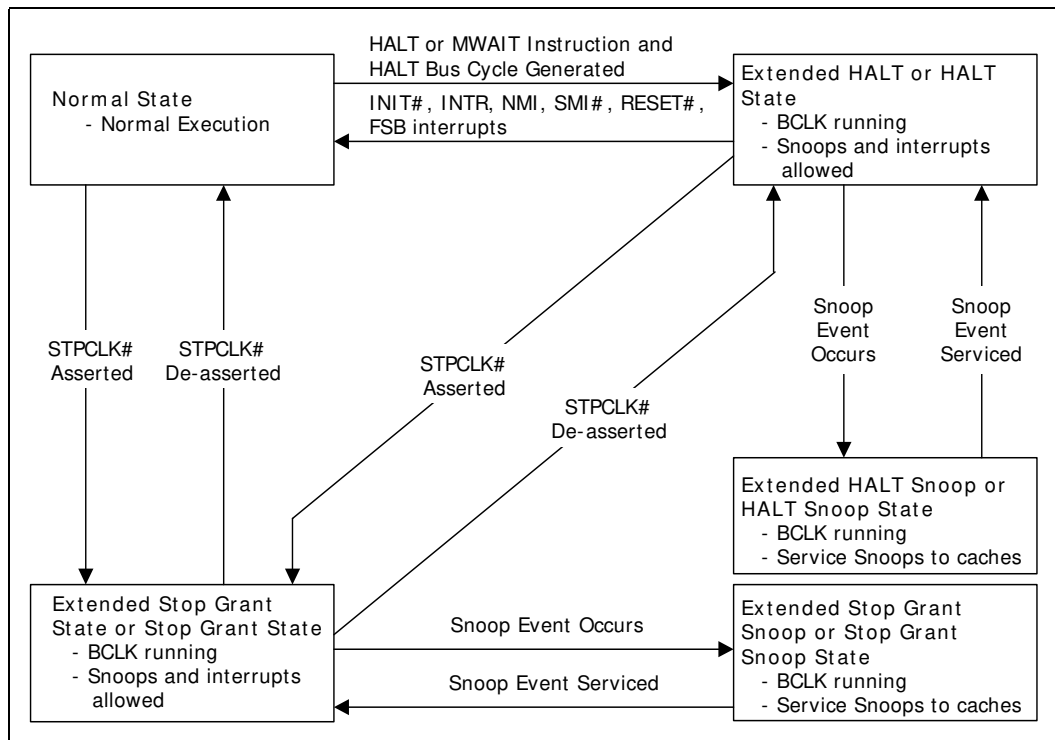 HALT or MWAIT Instruction and
HALT Bus Cycle Generated
INIT#, INTR, NMI, SMI#, RESET#,
FSB interrupts
Normal State
- Normal Execution
Extended HALT or HALT
State
- BCLK running
- Snoops and interrupts
allowed
STPCLK#
Asserted
STPCLK#
De-asserted
STPCLK#
Asserted
STPCLK#
De-asserted
Snoop
Event
Occurs
Snoop
Event
Serviced
Extended HALT Snoop or
HALT Snoop State
- BCLK running
- Service Snoops to caches
Extended Stop Grant
State or Stop Grant State
- BCLK running
- Snoops and interrupts
allowed
Snoop Event Occurs
Snoop Event Serviced
Extended Stop Grant
Snoop or Stop Grant
Snoop State
- BCLK running
- Service Snoops to caches